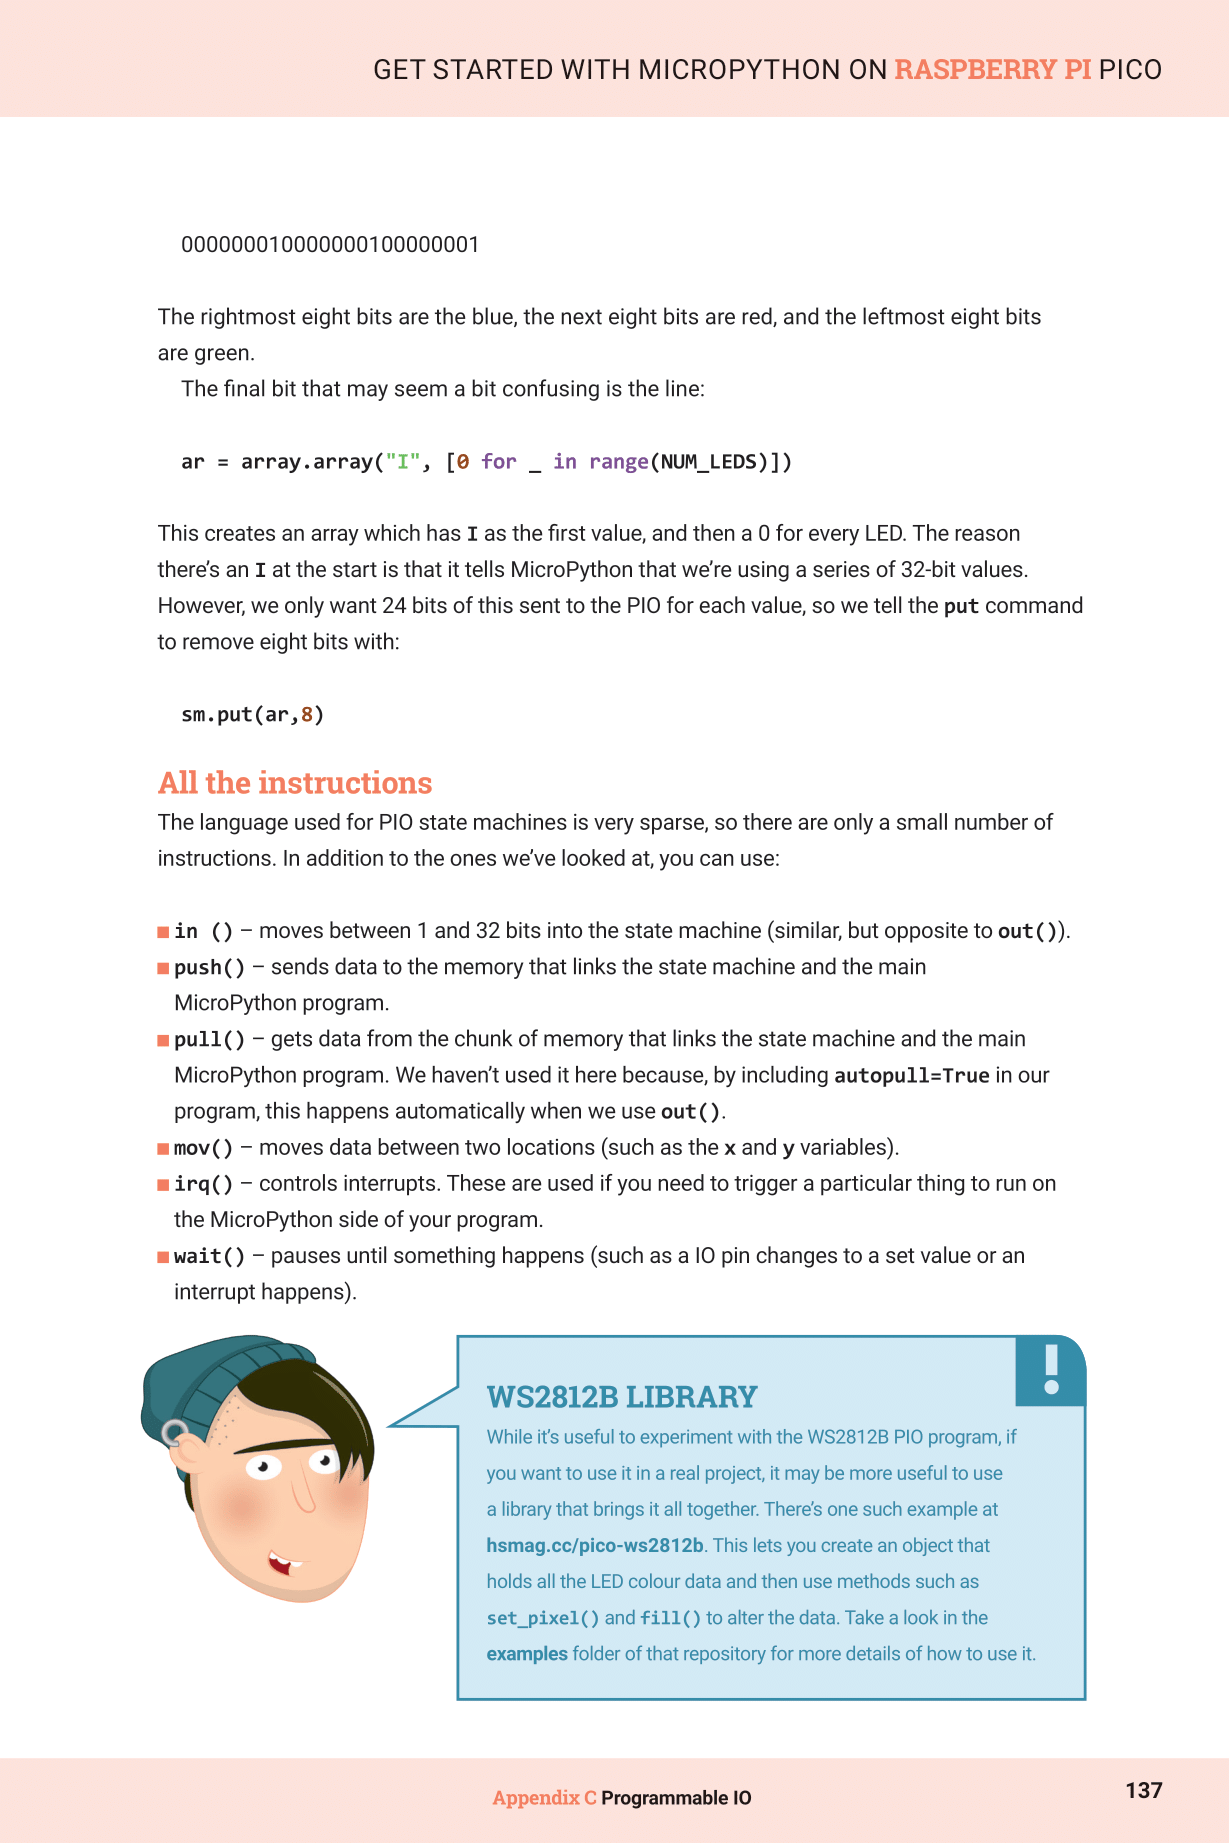 GET STARTED WITH MICROPYTHON ON RASPBERRY PI PICO
000000010000000100000001
The rightmost eight bits are the blue, the next eight bits are red, and the leftmost eight bits
are green.
The final bit that may seem a bit confusing is the line:
ar = array.array("I", [0 for _ in range(NUM_LEDS)])
This creates an array which has I as the first value, and then a 0 for every LED. The reason
there’s an I at the start is that it tells MicroPython that we’re using a series of 32-bit values.
However, we only want 24 bits of this sent to the PIO for each value, so we tell the put command
to remove eight bits with:
sm.put(ar,8)
All the instructions
The language used for PIO state machines is very sparse, so there are only a small number of
instructions. In addition to the ones we’ve looked at, you can use:
■ in () – moves between 1 and 32 bits into the state machine (similar, but opposite to out()).
■ push() – sends data to the memory that links the state machine and the main
MicroPython program.
■ pull() – gets data from the chunk of memory that links the state machine and the main
MicroPython program. We haven’t used it here because, by including autopull=True in our
program, this happens automatically when we use out().
■ mov() – moves data between two locations (such as the x and y variables).
■ irq() – controls interrupts. These are used if you need to trigger a particular thing to run on
the MicroPython side of your program.
■ wait() – pauses until something happens (such as a IO pin changes to a set value or an
interrupt happens).
!
WS2812B LIBRARY
While it’s useful to experiment with the WS2812B PIO program, if
you want to use it in a real project, it may be more useful to use
a library that brings it all together. There’s one such example at
hsmag.cc/pico-ws2812b. This lets you create an object that
holds all the LED colour data and then use methods such as
set_pixel() and fill() to alter the data. Take a look in the
examples folder of that repository for more details of how to use it.
Appendix C Programmable IO
137